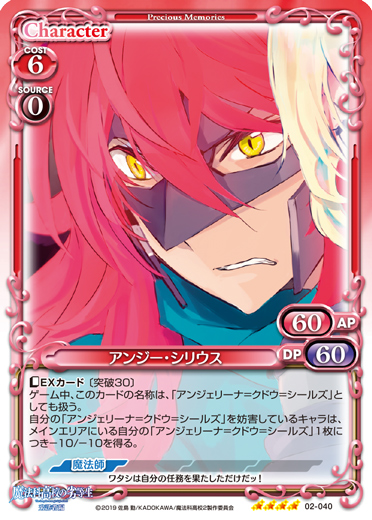 Precious Memories
Character
COST
6
SOURCE
0
60 AP
アンジー・シリウス
DP 60
EXカード [突破30]
ゲーム中、このカードの名称は、「アンジェリーナ=クドウ=シールズ」と
しても扱う。
自分の「アンジェリーナ=クドウ=シールズ」を妨害しているキャラは、
メインエリアにいる自分の「アンジェリーナ=クドウ=シールズ」1枚に
つき−10/−10を得る。
魔法師
ワタシは自分の任務を果たしただけだッ!
魔法科高校の劣等生
©2019 佐島 勤/KADOKAWA/魔法科高校2製作委員会
02-040